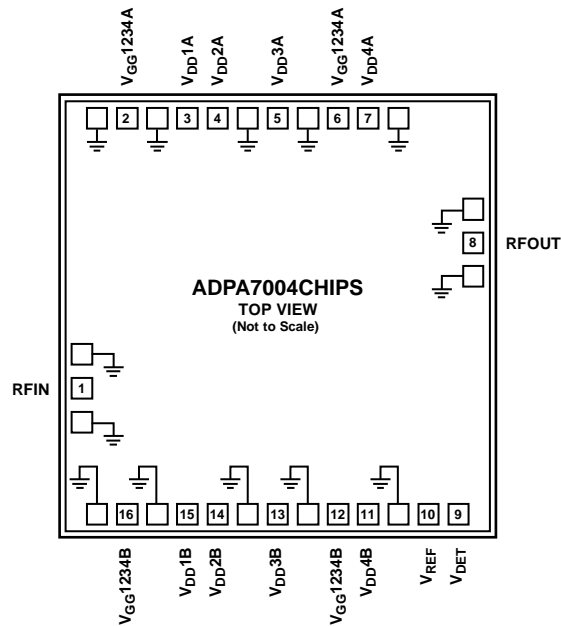 VGG1234A
VDD1A
VDD2A
VDD3A
VGG1234A
VDD4A
2
3
4
5
6
7
8
RFOUT
ADPA7004CHIPS
TOP VIEW
(Not to Scale)
RFIN
1
16
15
14
13
12
11
10
9
VGG1234B
VDD1B
VDD2B
VDD3B
VGG1234B
VDD4B
VREF
VDET